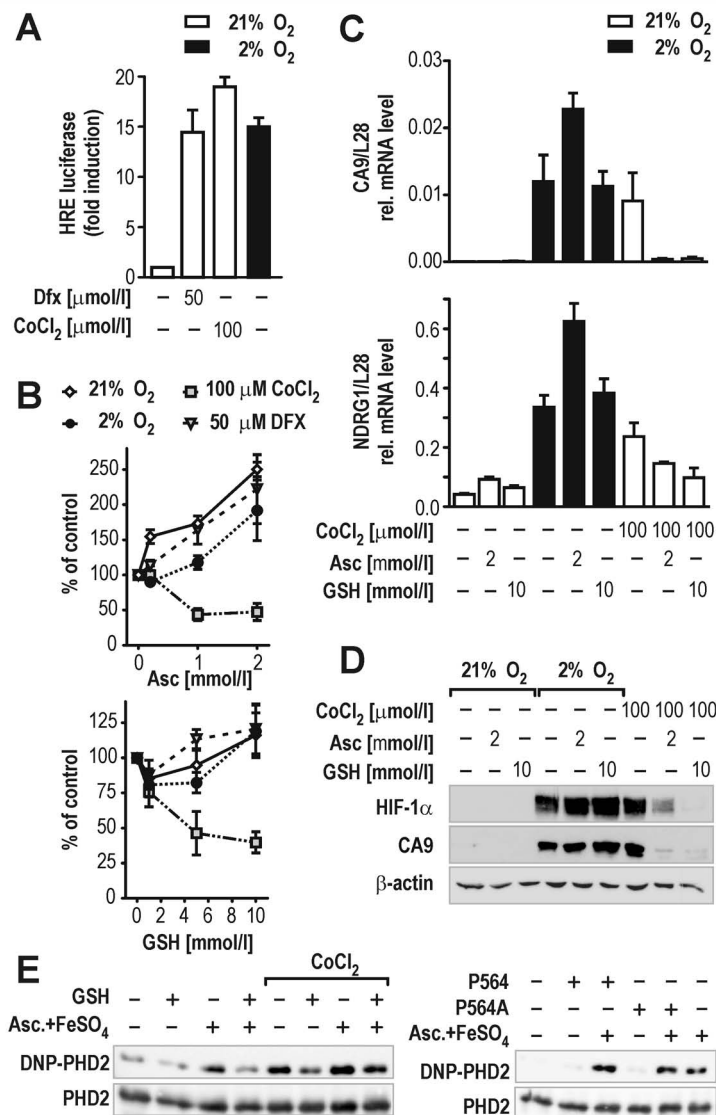 A
21% O2
2% O2
HRE luciferase
(fold induction)
20
15
10
5
0
Dfx [μmol/l] – 50 – –
CoCl2 [μmol/l] – – 100 –
B
21% O2
100 μM CoCl2
2% O2
50 μM DFX
% of control
250
200
150
100
50
0
0 1 2
Asc [mmol/l]
% of control
125
100
75
50
25
0
0 2 4 6 8 10
GSH [mmol/l]
C
21% O2
2% O2
CA9/L28
rel. mRNA level
0.03
0.02
0.01
0.00
NDRG1/L28
rel. mRNA level
0.6
0.4
0.2
0.0
CoCl2 [μmol/l] – – – – – – 100 100 100
Asc [mmol/l] – 2 – – 2 – – 2 –
GSH [mmol/l] – – 10 – – 10 – – 10
D
21% O2 2% O2
CoCl2 [μmol/l] – – – – – – 100 100 100
Asc [mmol/l] – 2 – – 2 – – 2 –
GSH [mmol/l] – – 10 – – 10 – – 10
HIF-1α
CA9
β-actin
E
CoCl2
GSH – + – + – + – +
Asc.+FeSO4 – – + + – – + +
DNP-PHD2
PHD2
P564 – + + – – –
P564A – – – + + –
Asc.+FeSO4 – – + – + +
DNP-PHD2
PHD2